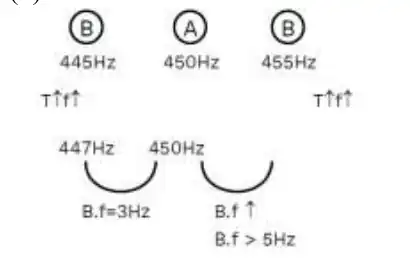 B A B
445Hz 450Hz 455Hz
T↑f↑ T↑f↑
447Hz 450Hz
B.f=3Hz B.f ↑
B.f > 5Hz